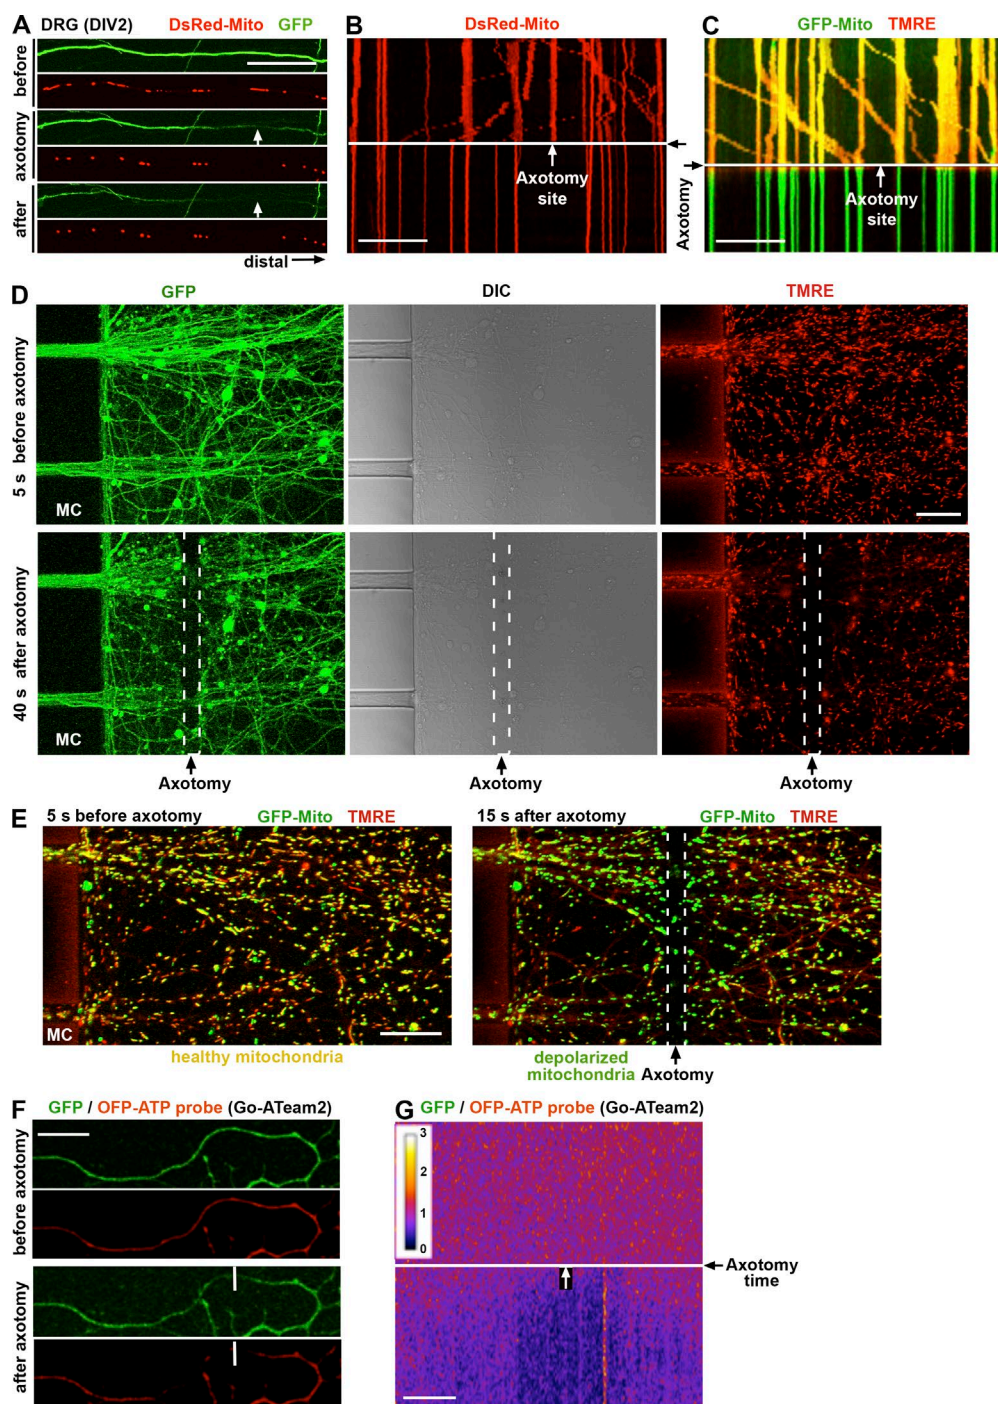 A DRG (DIV2) DsRed-Mito GFP
before
axotomy
after
distal
B DsRed-Mito
Axotomy
site
C GFP-Mito TMRE
Axotomy
Axotomy
site
D GFP DIC TMRE
5 s before axotomy
MC
40 s after axotomy
MC
Axotomy Axotomy Axotomy
E 5 s before axotomy GFP-Mito TMRE
MC
healthy mitochondria
15 s after axotomy GFP-Mito TMRE
depolarized
mitochondria Axotomy
F GFP / OFP-ATP probe (Go-ATeam2)
before axotomy
after axotomy
G GFP / OFP-ATP probe (Go-ATeam2)
3
2
1
0
Axotomy
time